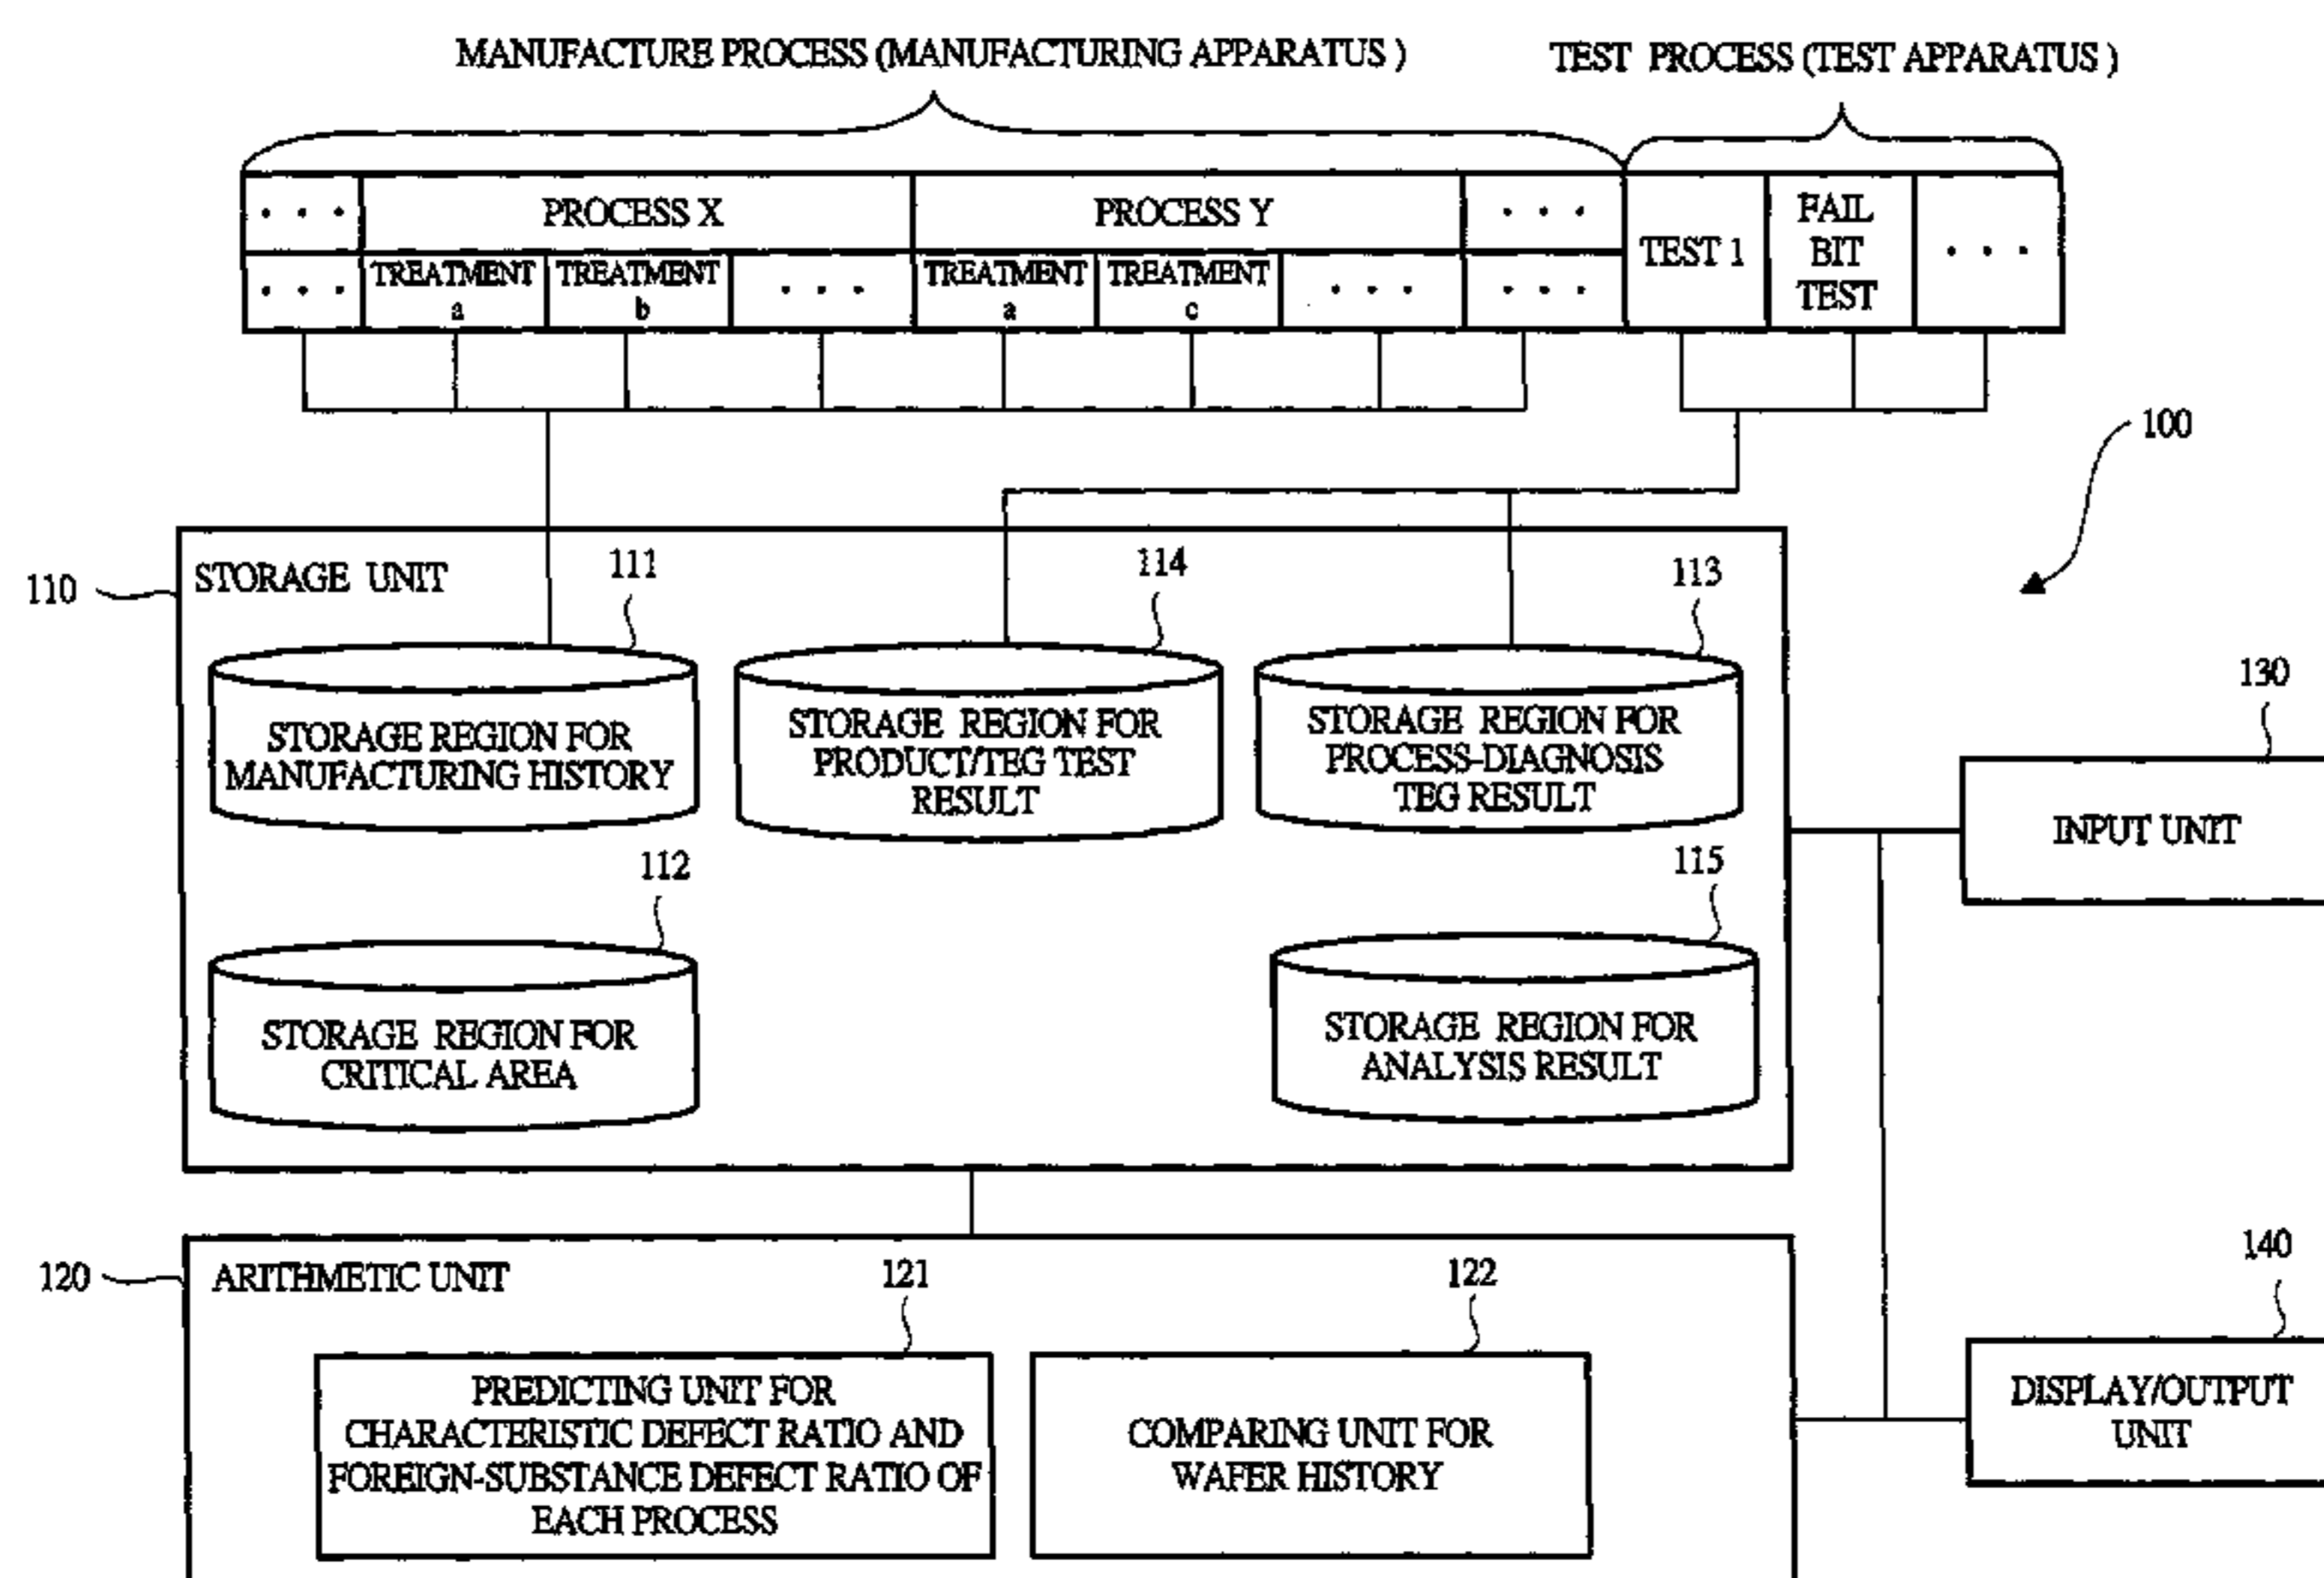 MANUFACTURE PROCESS (MANUFACTURING APPARATUS )
TEST PROCESS (TEST APPARATUS )
. . .
PROCESS X
PROCESS Y
. . .
TEST 1
FAIL
BIT
TEST
. . .
. . .
TREATMENT
a
TREATMENT
b
. . .
TREATMENT
a
TREATMENT
c
. . .
. . .
100
110
STORAGE UNIT
111
114
113
STORAGE REGION FOR
MANUFACTURING HISTORY
STORAGE REGION FOR
PRODUCT/TEG TEST
RESULT
STORAGE REGION FOR
PROCESS-DIAGNOSIS
TEG RESULT
130
INPUT UNIT
112
115
STORAGE REGION FOR
CRITICAL AREA
STORAGE REGION FOR
ANALYSIS RESULT
120
ARITHMETIC UNIT
121
122
140
PREDICTING UNIT FOR
CHARACTERISTIC DEFECT RATIO AND
FOREIGN-SUBSTANCE DEFECT RATIO OF
EACH PROCESS
COMPARING UNIT FOR
WAFER HISTORY
DISPLAY/OUTPUT
UNIT